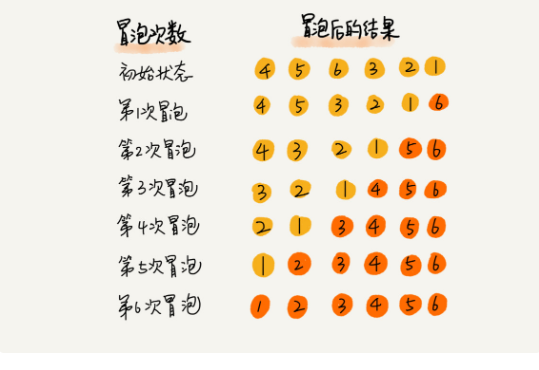 冒泡次数 冒泡后的结果
初始状态 4 5 6 3 2 1
第1次冒泡 4 5 3 2 1 6
第2次冒泡 4 3 2 1 5 6
第3次冒泡 3 2 1 4 5 6
第4次冒泡 2 1 3 4 5 6
第5次冒泡 1 2 3 4 5 6
第6次冒泡 1 2 3 4 5 6